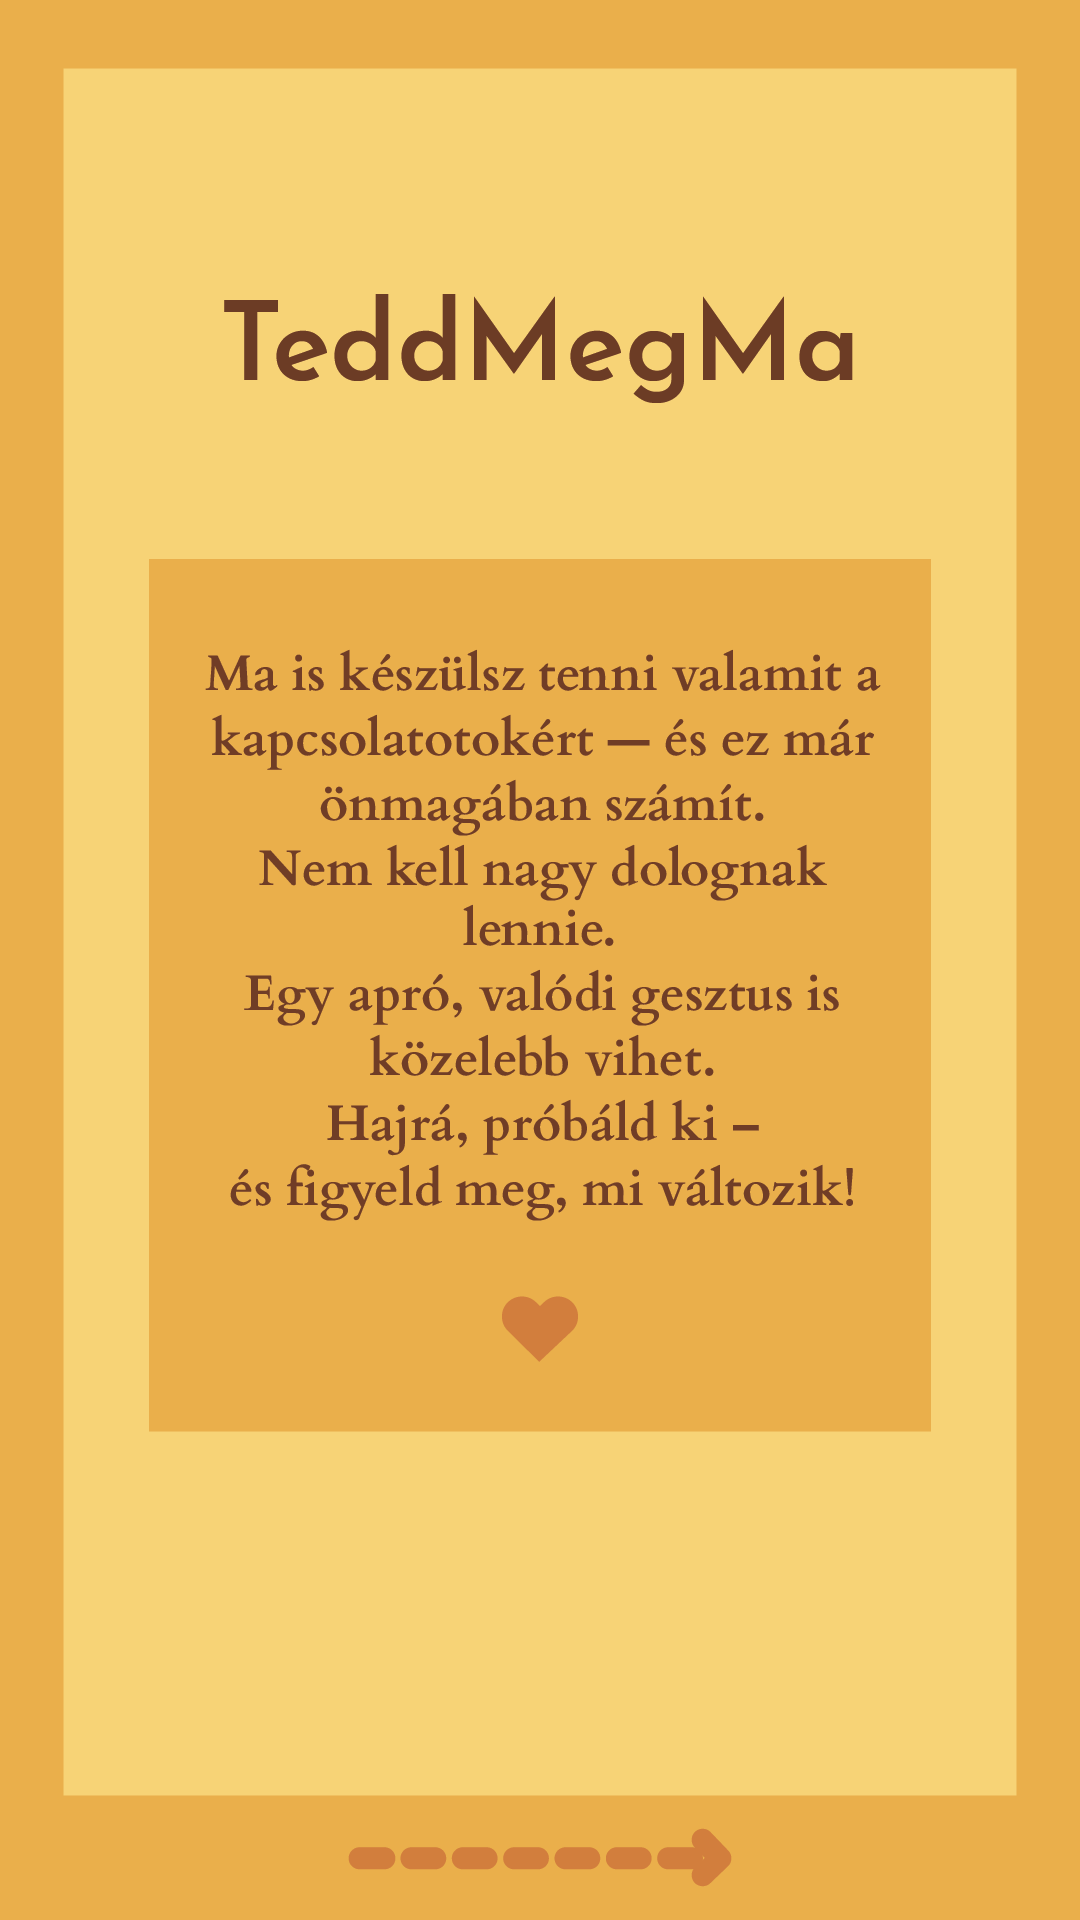 TeddMegMa
Ma is készülsz tenni valamit a
kapcsolatotokért — és ez már
önmagában számít.
Nem kell nagy dolognak
lennie.
Egy apró, valódi gesztus is
közelebb vihet.
Hajrá, próbáld ki –
és figyeld meg, mi változik!